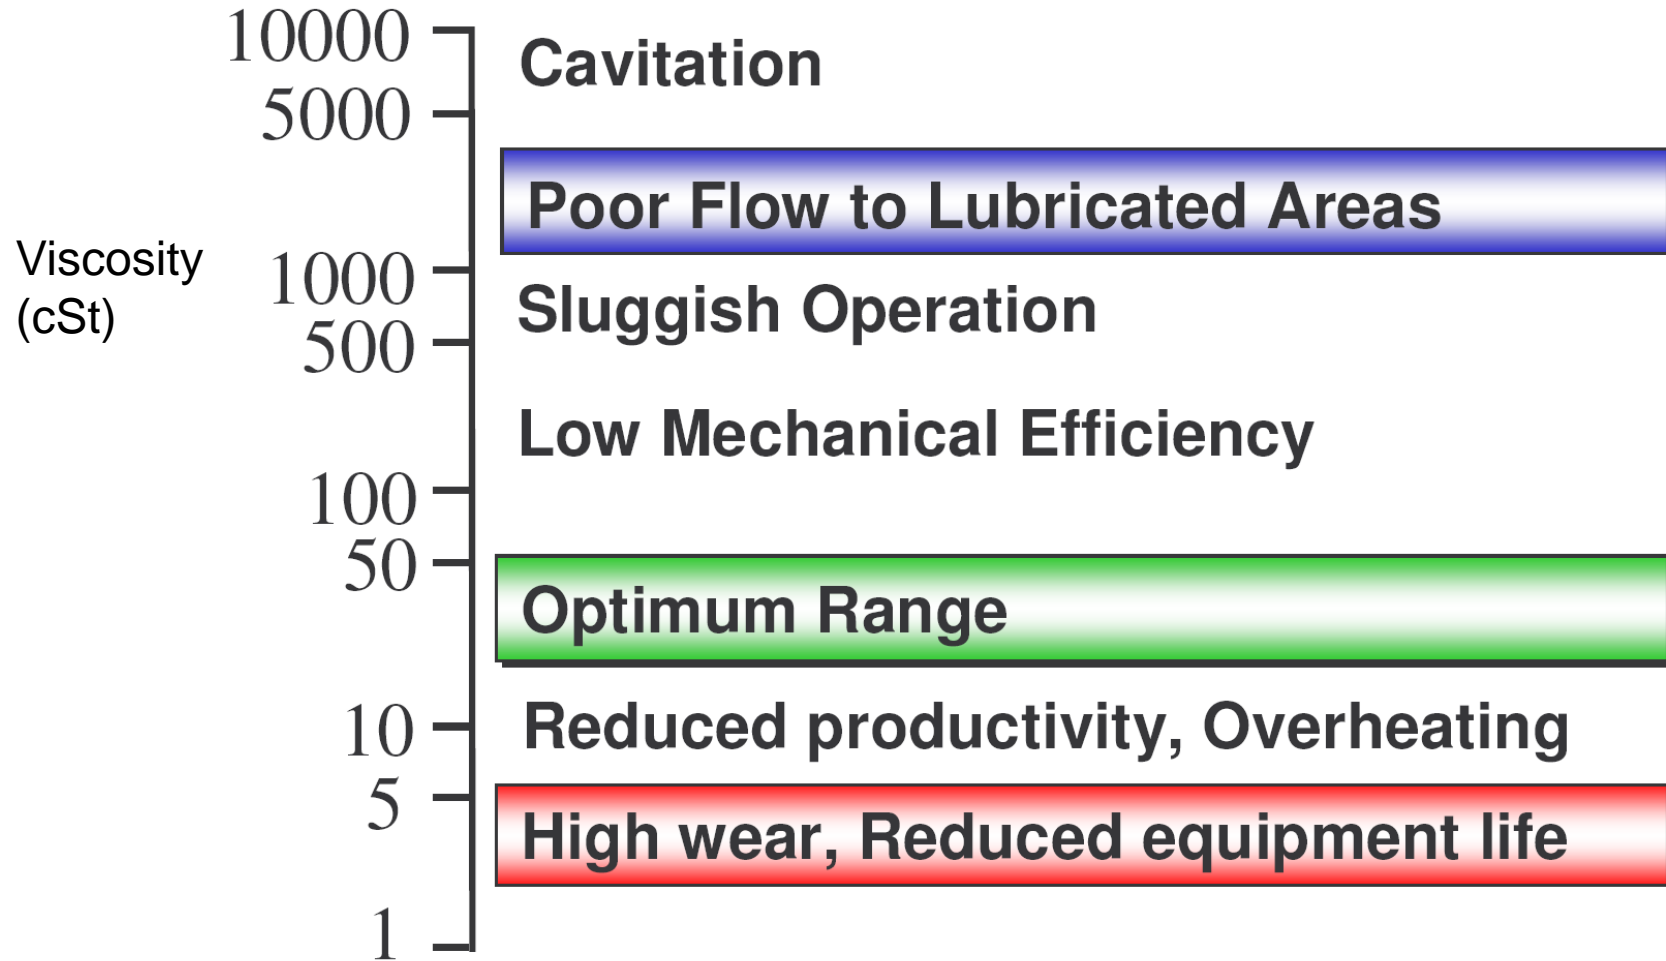 10000
Cavitation
5000
Poor Flow to Lubricated Areas
Viscosity
(cSt)
1000
Sluggish Operation
500
Low Mechanical Efficiency
100
50
Optimum Range
10
Reduced productivity, Overheating
5
High wear, Reduced equipment life
1